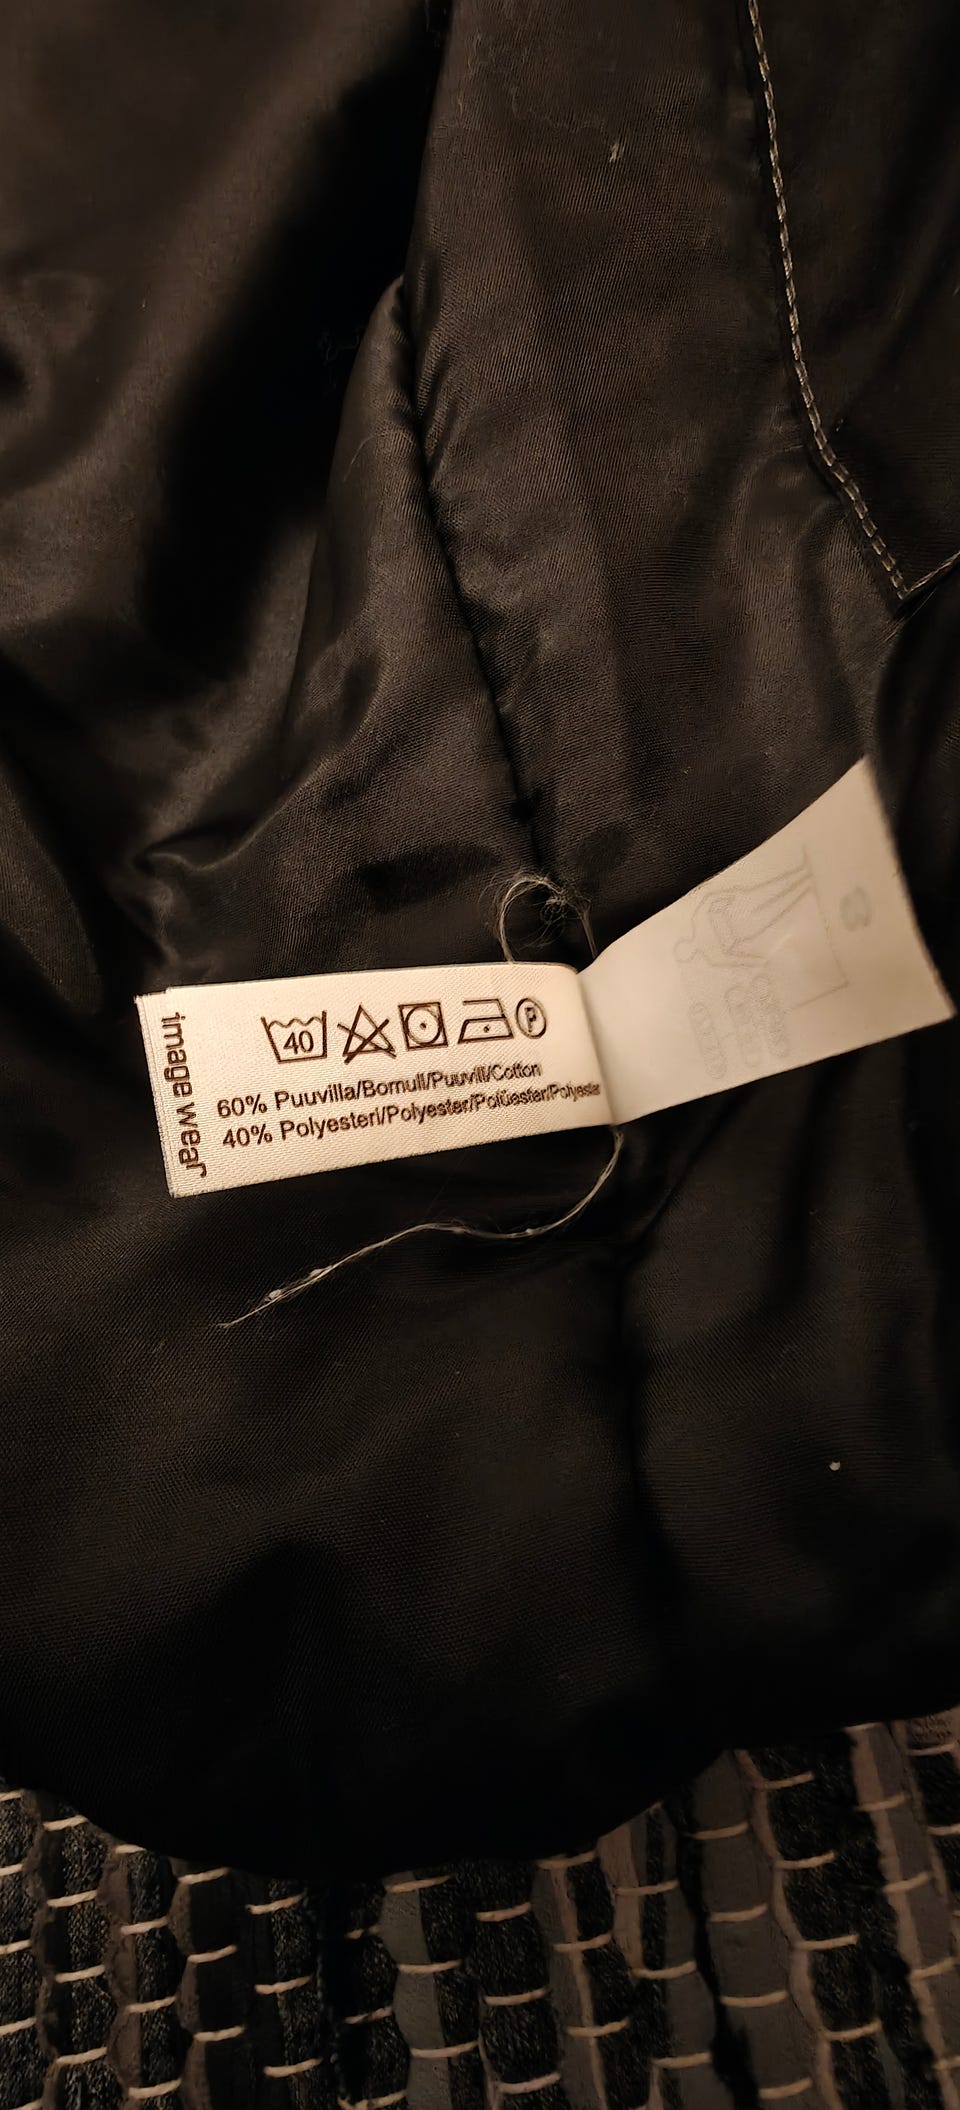 image wear
40
P
60% Puuvilla/Bomull/Puuvill/Cotton
40% Polyesteri/Polyester/Polüester/Polyester